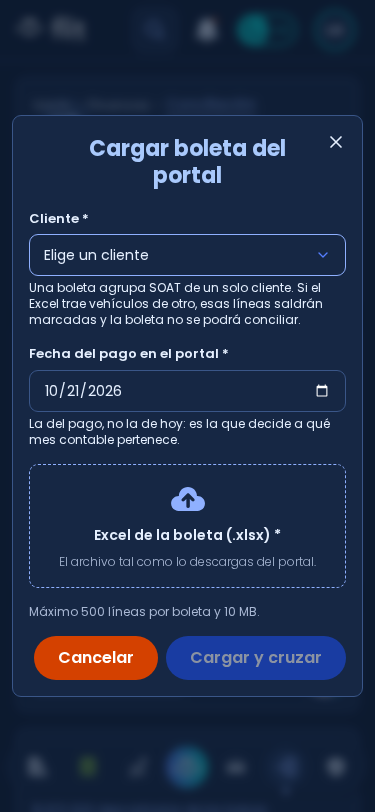 Cargar boleta del
portal
Cliente *
Elige un cliente
Una boleta agrupa SOAT de un solo cliente. Si el
Excel trae vehículos de otro, esas líneas saldrán
marcadas y la boleta no se podrá conciliar.
Fecha del pago en el portal *
10/21/2026
La del pago, no la de hoy: es la que decide a qué
mes contable pertenece.
Excel de la boleta (.xlsx) *
El archivo tal como lo descargas del portal.
Máximo 500 líneas por boleta y 10 MB.
Cancelar
Cargar y cruzar